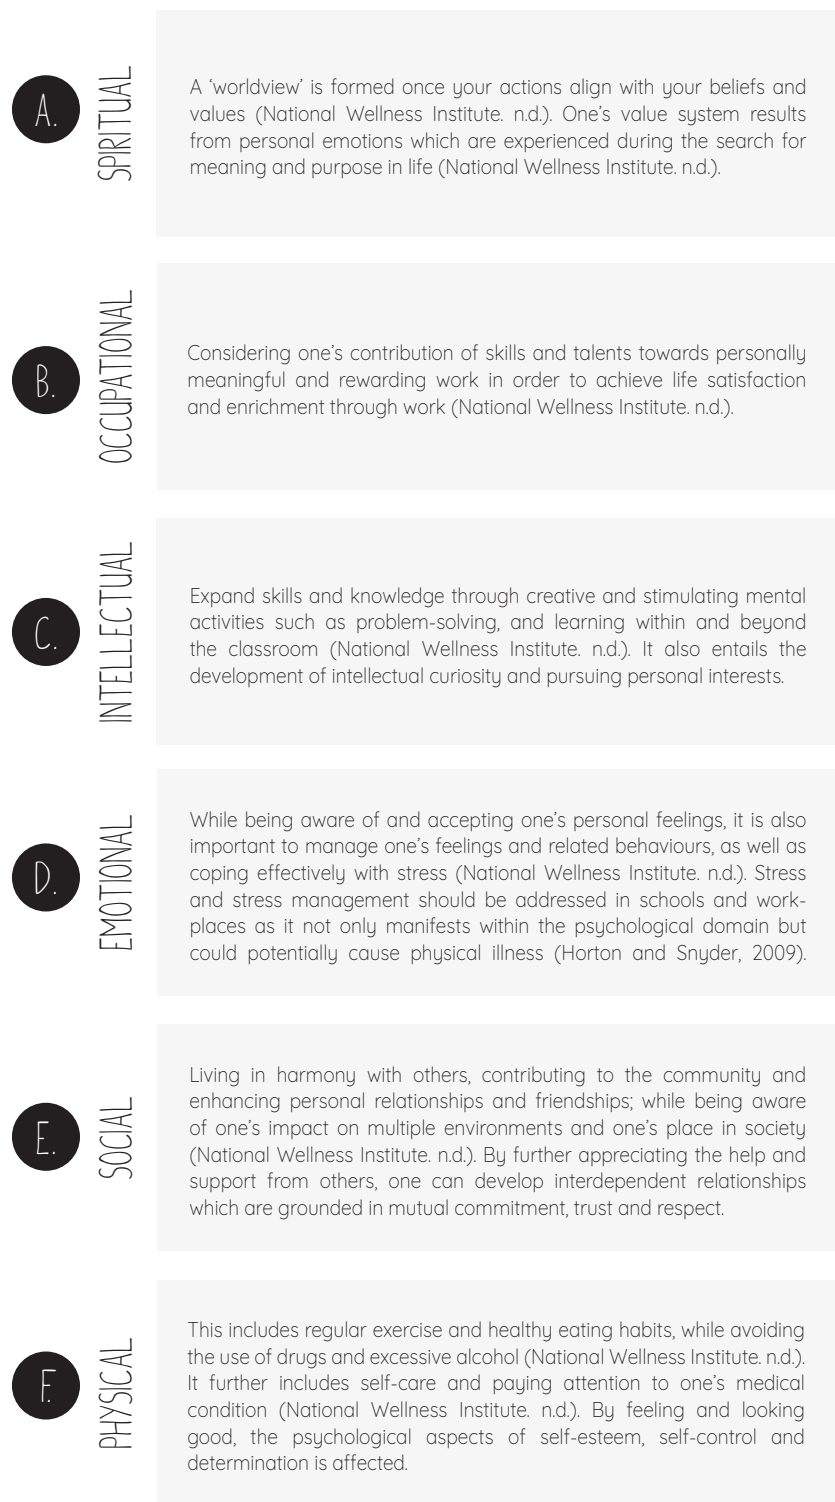 A.
SPIRITUAL
A ‘worldview’ is formed once your actions align with your beliefs and
values (National Wellness Institute. n.d.). One’s value system results
from personal emotions which are experienced during the search for
meaning and purpose in life (National Wellness Institute. n.d.).
B.
OCCUPATIONAL
Considering one’s contribution of skills and talents towards personally
meaningful and rewarding work in order to achieve life satisfaction
and enrichment through work (National Wellness Institute. n.d.).
C.
INTELLECTUAL
Expand skills and knowledge through creative and stimulating mental
activities such as problem-solving, and learning within and beyond
the classroom (National Wellness Institute. n.d.). It also entails the
development of intellectual curiosity and pursuing personal interests.
D.
EMOTIONAL
While being aware of and accepting one’s personal feelings, it is also
important to manage one’s feelings and related behaviours, as well as
coping effectively with stress (National Wellness Institute. n.d.). Stress
and stress management should be addressed in schools and work-
places as it not only manifests within the psychological domain but
could potentially cause physical illness (Horton and Snyder, 2009).
E.
SOCIAL
Living in harmony with others, contributing to the community and
enhancing personal relationships and friendships; while being aware
of one’s impact on multiple environments and one’s place in society
(National Wellness Institute. n.d.). By further appreciating the help and
support from others, one can develop interdependent relationships
which are grounded in mutual commitment, trust and respect.
F.
PHYSICAL
This includes regular exercise and healthy eating habits, while avoiding
the use of drugs and excessive alcohol (National Wellness Institute. n.d.).
It further includes self-care and paying attention to one’s medical
condition (National Wellness Institute. n.d.). By feeling and looking
good, the psychological aspects of self-esteem, self-control and
determination is affected.